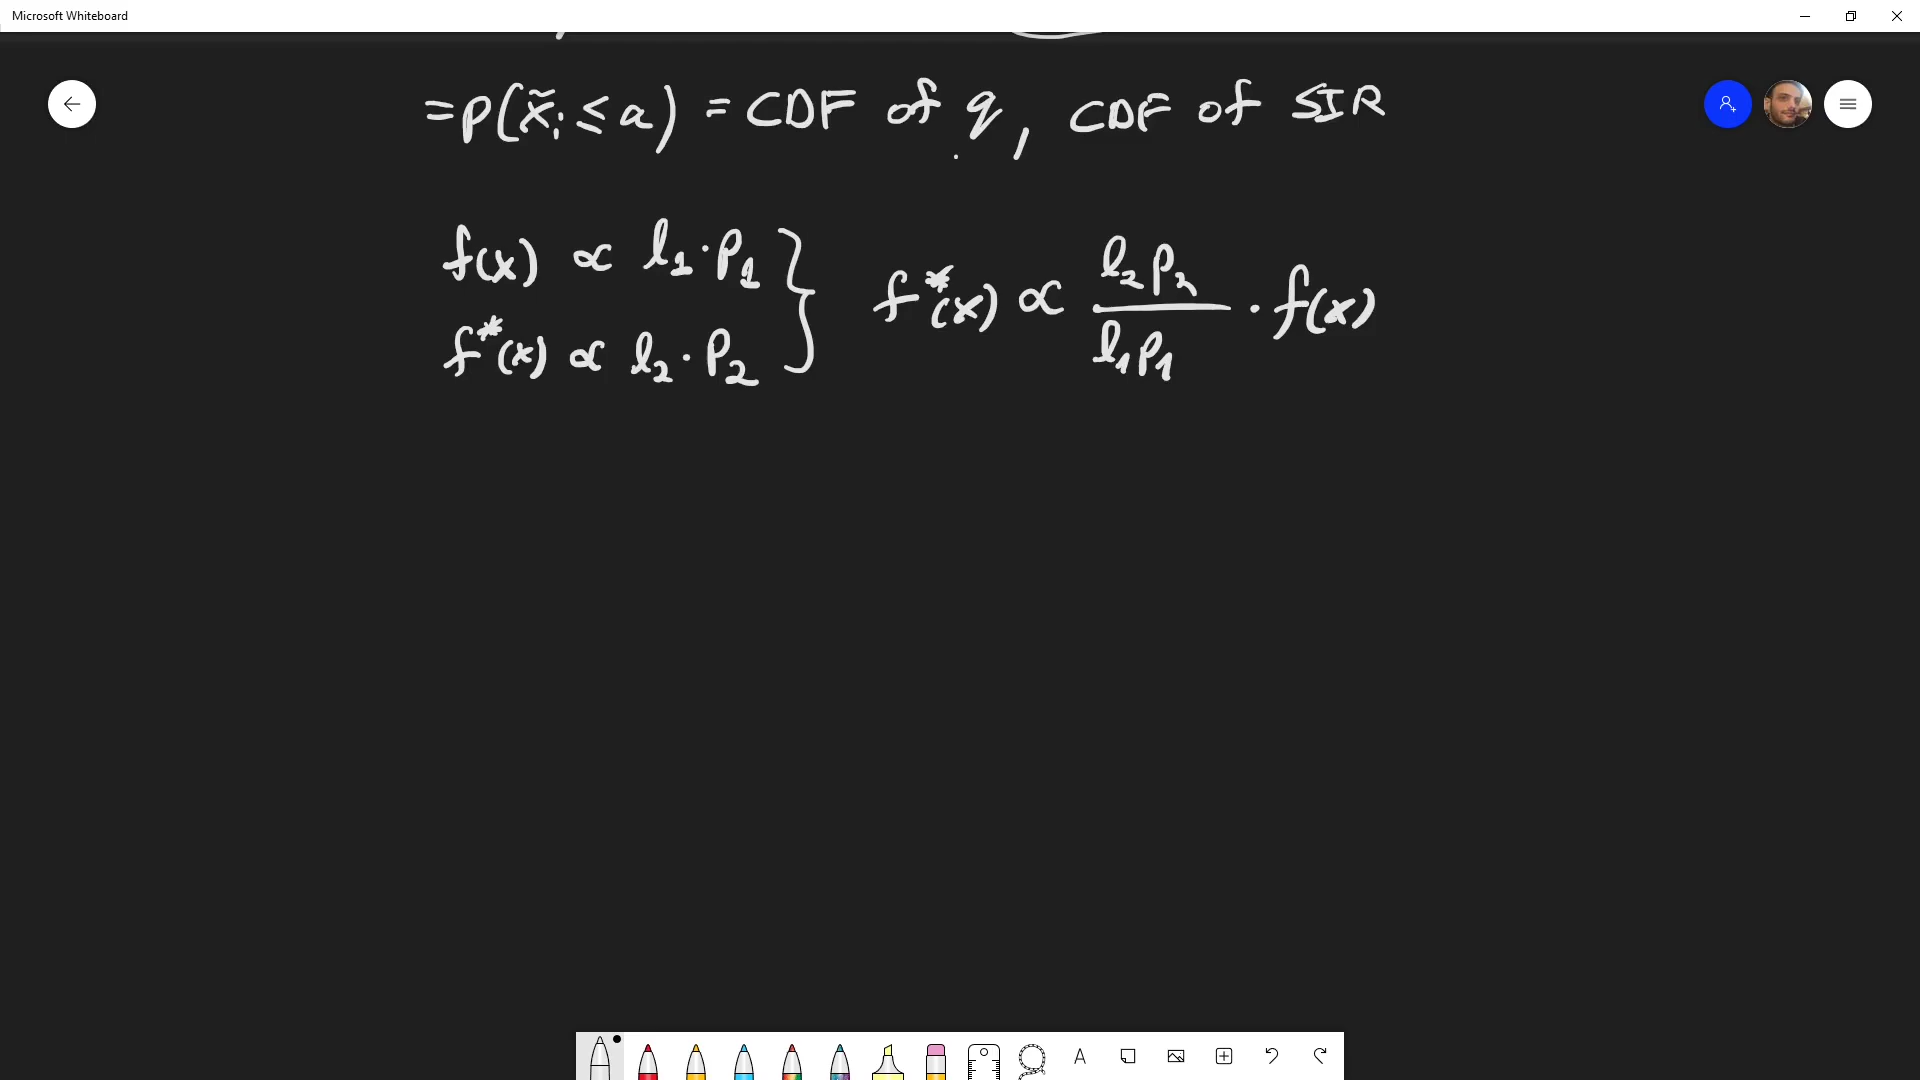 Microsoft Whiteboard
= p(x̃ᵢ ≤ a) = CDF of q, CDF of SIR
f(x) ∝ l₁ · p₁
f*(x) ∝ l₂ · p₂
f*(x) ∝ l₂p₂ / l₁p₁ · f(x)
A